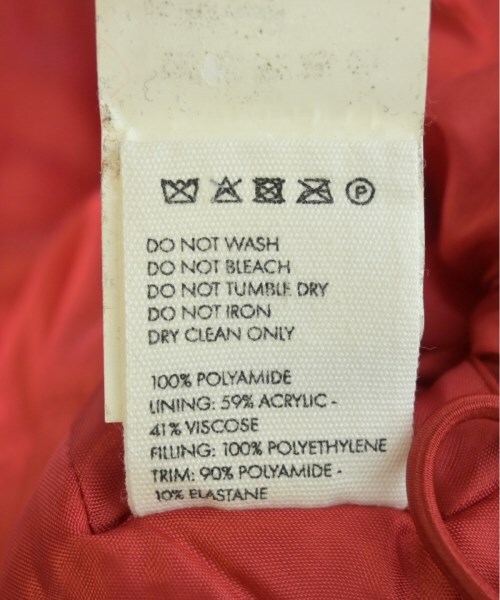 P
DO NOT WASH
DO NOT BLEACH
DO NOT TUMBLE DRY
DO NOT IRON
DRY CLEAN ONLY
100% POLYAMIDE
LINING: 59% ACRYLIC -
41% VISCOSE
FILLING: 100% POLYETHYLENE
TRIM: 90% POLYAMIDE -
10% ELASTANE